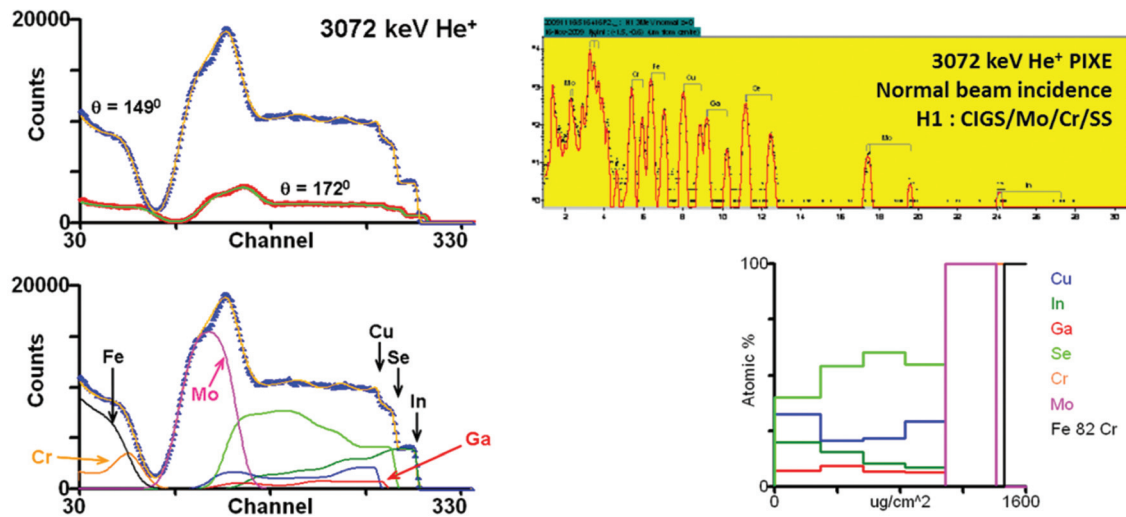 20000
3072 keV He⁺
θ = 149⁰
θ = 172⁰
Counts
0
30
Channel
330
3072 keV He⁺ PIXE
Normal beam incidence
H1 : CIGS/Mo/Cr/SS
Mo
Cr
Fe
Cu
Ga
Mo
In
2 4 6 8 10 12 14 16 18 20 22 24 26 28 30
20000
Counts
Fe
Mo
Cu
Se
In
Cr
Ga
0
30
Channel
330
100
Atomic %
0
0
ug/cm^2
1600
Cu
In
Ga
Se
Cr
Mo
Fe 82 Cr